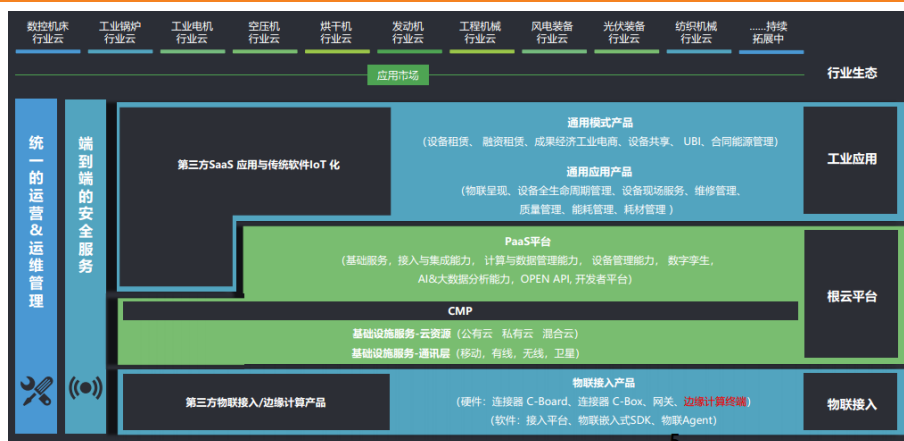 数控机床
行业云
工业锅炉
行业云
工业电机
行业云
空压机
行业云
烘干机
行业云
发动机
行业云
工程机械
行业云
风电装备
行业云
光伏装备
行业云
纺织机械
行业云
……持续
拓展中
应用市场
行业生态
统一的运营&运维管理
端到端的安全服务
第三方SaaS 应用与传统软件IoT 化
通用模式产品
（设备租赁、 融资租赁、成果经济工业电商、设备共享、 UBI、合同能源管理）
通用应用产品
（物联呈现、设备全生命周期管理、设备现场服务、维修管理、
质量管理、能耗管理、耗材管理 ）
工业应用
PaaS平台
（基础服务，接入与集成能力， 计算与数据管理能力， 设备管理能力， 数字孪生，
AI&大数据分析能力，OPEN API, 开发者平台）
CMP
基础设施服务-云资源（公有云 私有云 混合云）
基础设施服务-通讯层（移动，有线，无线，卫星）
根云平台
第三方物联接入/边缘计算产品
物联接入产品
（硬件：连接器 C-Board、连接器 C-Box、网关、边缘计算终端）
（软件：接入平台、物联嵌入式SDK、物联Agent）
物联接入
5